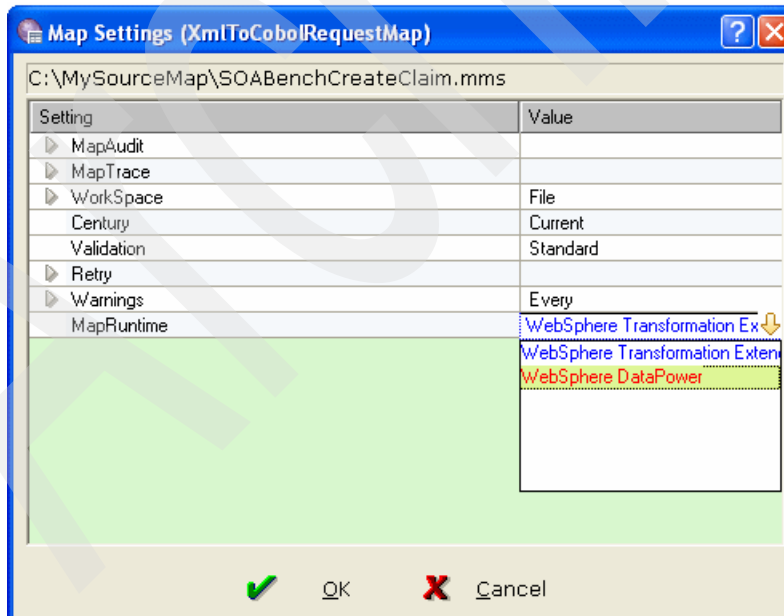 Map Settings (XmlToCobolRequestMap)
?
C:\MySourceMap\SOABenchCreateClaim.mms
Setting Value
MapAudit
MapTrace
WorkSpace File
Century Current
Validation Standard
Retry
Warnings Every
MapRuntime WebSphere Transformation Ex
WebSphere Transformation Exten
WebSphere DataPower
OK Cancel